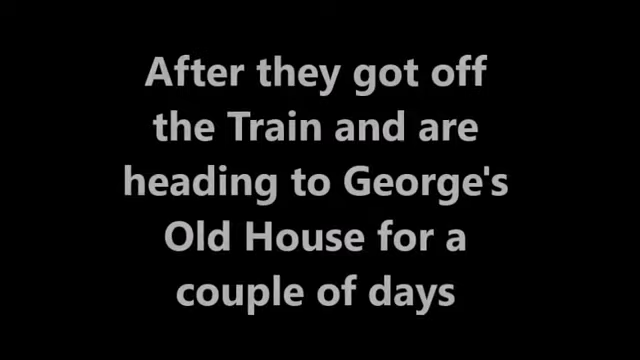 After they got off
the Train and are
heading to George's
Old House for a
couple of days